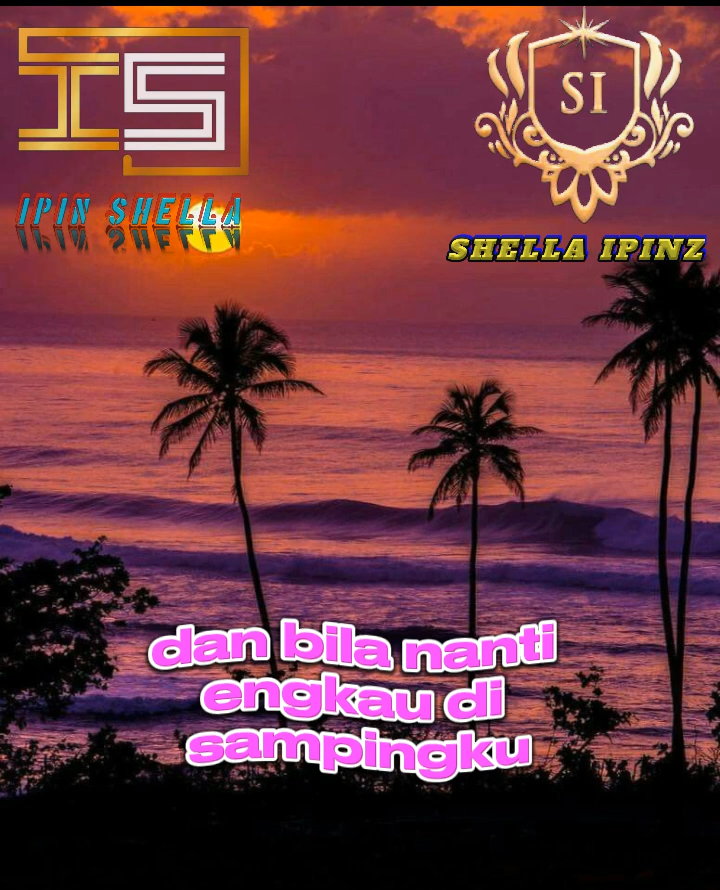 IS
IPIN SHELLA
SI
SHELLA IPINZ
dan bila nanti
engkau di
sampingku